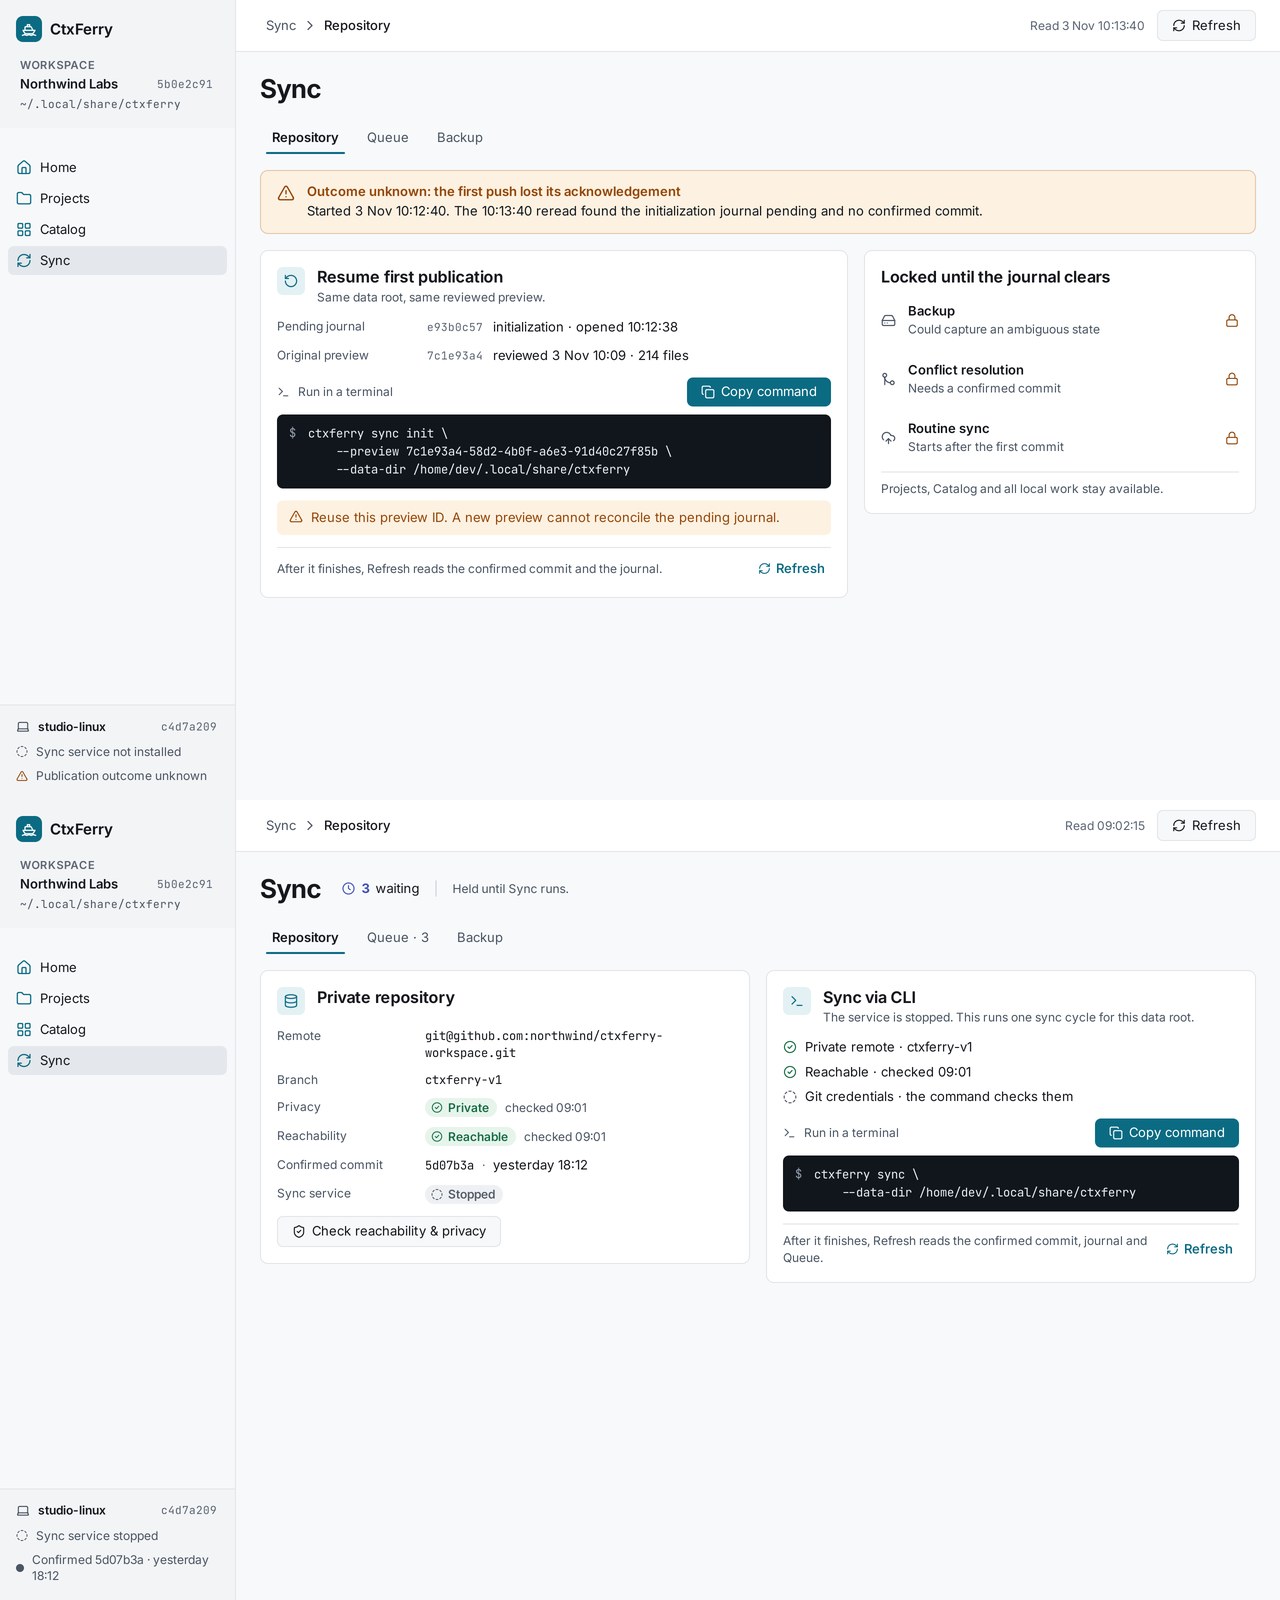 CtxFerry
WORKSPACE
Northwind Labs 5b0e2c91
~/.local/share/ctxferry
Home
Projects
Catalog
Sync
studio-linux c4d7a209
Sync service not installed
Publication outcome unknown
Sync > Repository
Read 3 Nov 10:13:40 Refresh
Sync
Repository Queue Backup
Outcome unknown: the first push lost its acknowledgement
Started 3 Nov 10:12:40. The 10:13:40 reread found the initialization journal pending and no confirmed commit.
Resume first publication
Same data root, same reviewed preview.
Pending journal e93b0c57 initialization · opened 10:12:38
Original preview 7c1e93a4 reviewed 3 Nov 10:09 · 214 files
Run in a terminal Copy command
$ ctxferry sync init \
--preview 7c1e93a4-58d2-4b0f-a6e3-91d40c27f85b \
--data-dir /home/dev/.local/share/ctxferry
Reuse this preview ID. A new preview cannot reconcile the pending journal.
After it finishes, Refresh reads the confirmed commit and the journal. Refresh
Locked until the journal clears
Backup
Could capture an ambiguous state
Conflict resolution
Needs a confirmed commit
Routine sync
Starts after the first commit
Projects, Catalog and all local work stay available.
CtxFerry
WORKSPACE
Northwind Labs 5b0e2c91
~/.local/share/ctxferry
Home
Projects
Catalog
Sync
studio-linux c4d7a209
Sync service stopped
Confirmed 5d07b3a · yesterday
18:12
Sync > Repository
Read 09:02:15 Refresh
Sync 3 waiting Held until Sync runs.
Repository Queue · 3 Backup
Private repository
Remote git@github.com:northwind/ctxferry-
workspace.git
Branch ctxferry-v1
Privacy Private checked 09:01
Reachability Reachable checked 09:01
Confirmed commit 5d07b3a · yesterday 18:12
Sync service Stopped
Check reachability & privacy
Sync via CLI
The service is stopped. This runs one sync cycle for this data root.
Private remote · ctxferry-v1
Reachable · checked 09:01
Git credentials · the command checks them
Run in a terminal Copy command
$ ctxferry sync \
--data-dir /home/dev/.local/share/ctxferry
After it finishes, Refresh reads the confirmed commit, journal and
Queue.
Refresh